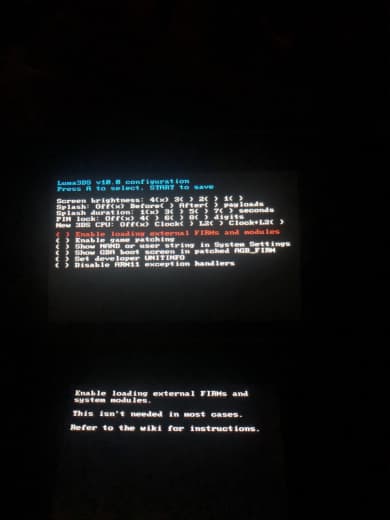 Luma3DS v10.0 configuration
Press A to select, START to save
Screen brightness: 4(x) 3( ) 2( ) 1( )
Splash: Off(x) Before( ) After( ) payloads
Splash duration: 1(x) 3( ) 5( ) 7( ) seconds
PIN lock: Off(x) 4( ) 6( ) 8( ) digits
New 3DS CPU: Off(x) Clock( ) L2( ) Clock+L2( )
( ) Enable loading external FIRMs and modules
( ) Enable game patching
( ) Show NAND or user string in System Settings
( ) Show GBA boot screen in patched AGB_FIRM
( ) Set developer UNITINFO
( ) Disable ARM11 exception handlers
Enable loading external FIRMs and
system modules.
This isn't needed in most cases.
Refer to the wiki for instructions.